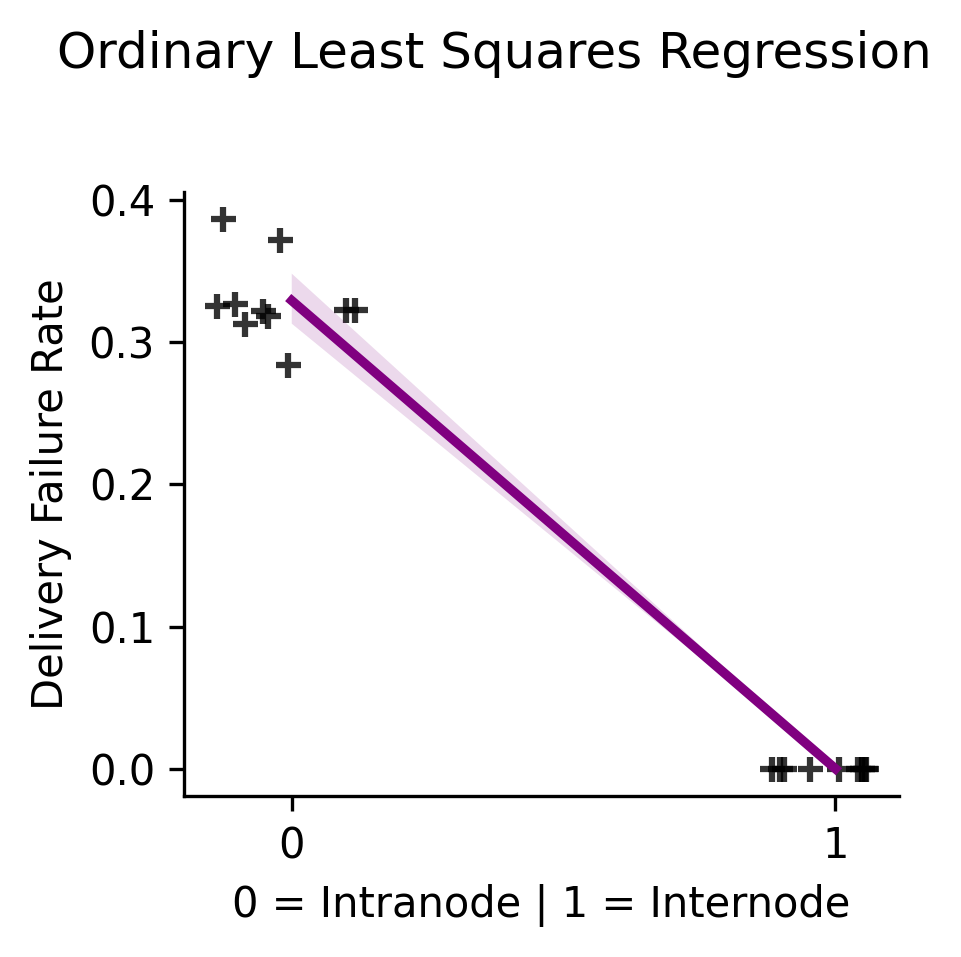 Ordinary Least Squares Regression
0.4
0.3
0.2
0.1
0.0
Delivery Failure Rate
0 1
0 = Intranode | 1 = Internode